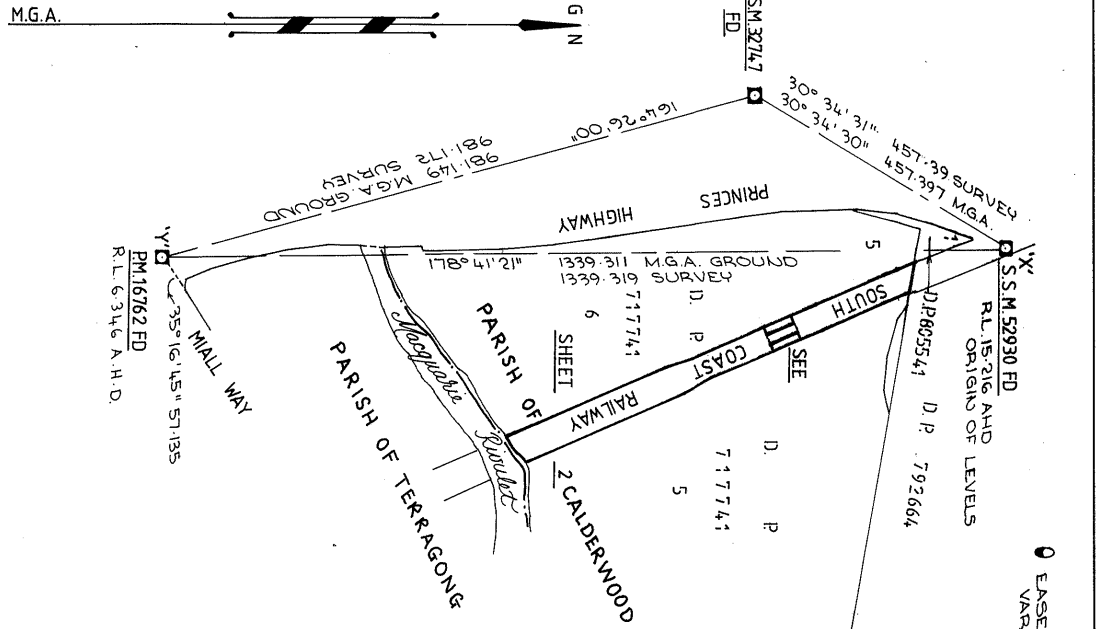 M.G.A.
G
N
S.M. 32747
FD
30° 34' 31" 457·39 SURVEY
30° 34' 30" 457·397 M.G.A.
164° 26' 00"
981·149 M.G.A. GROUND
981·172 SURVEY
PRINCES
HIGHWAY
'X'
S.S.M. 52930 FD
R.L. 15·216 AHD
ORIGIN OF LEVELS
178° 41' 21"
1339.311 M.G.A. GROUND
1339.319 SURVEY
'Y'
P.M. 16762 FD
R.L. 6·346 A.H.D.
35° 16' 45" 57·135
MIALL WAY
5
D.P. 805541
D.P. 792664
D. P.
717741
6
SOUTH
COAST
RAILWAY
SEE
SHEET
2
PARISH OF
CALDERWOOD
Macquarie
Rivulet
PARISH OF TERRAGONG
D. P.
717741
5
EASE
VAR